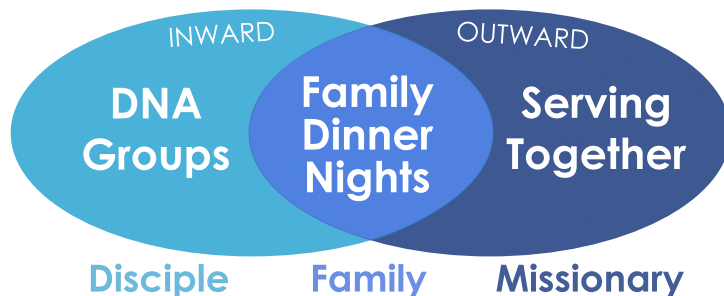 INWARD
OUTWARD
DNA
Groups
Family
Dinner
Nights
Serving
Together
Disciple
Family
Missionary